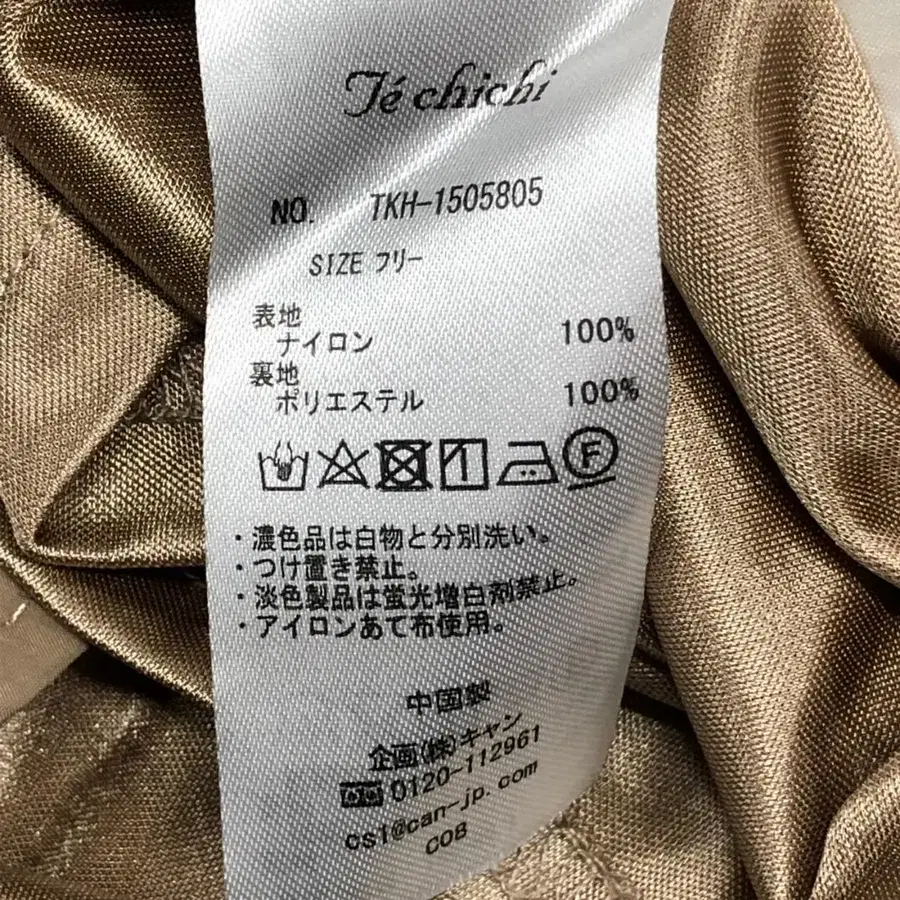 Té chichi
NO. TKH-1505805
SIZE フリー
表地
ナイロン 100%
裏地
ポリエステル 100%
F
・濃色品は白物と分別洗い。
・つけ置き禁止。
・淡色製品は蛍光増白剤禁止。
・アイロンあて布使用。
中国製
企画(株)キャン
0120-112961
cs1@can-jp.com
C08